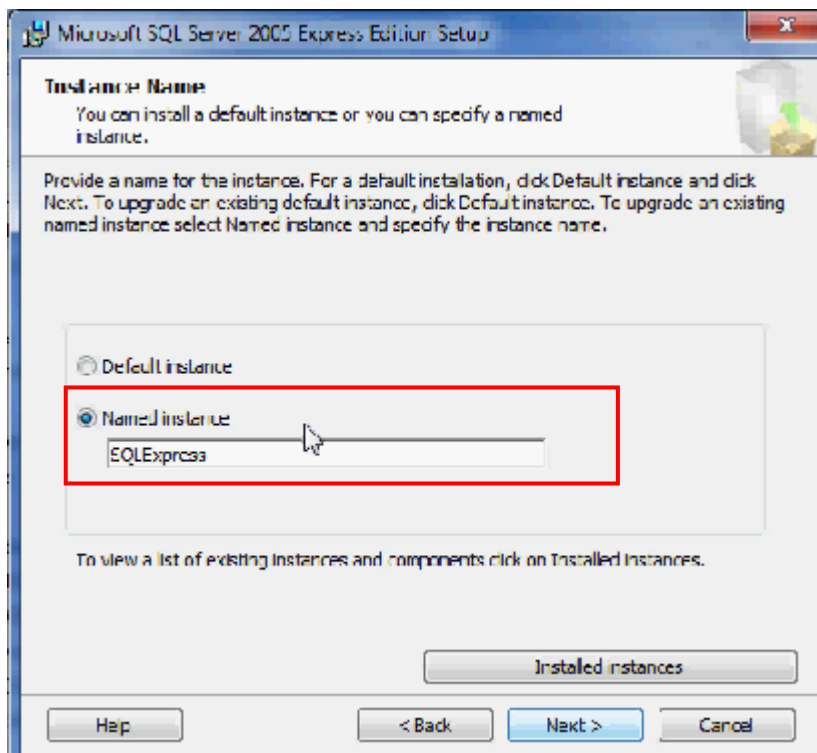 Microsoft SQL Server 2005 Express Edition Setup
Instance Name
You can install a default instance or you can specify a named
instance.
Provide a name for the instance. For a default installation, click Default instance and click
Next. To upgrade an existing default instance, click Default instance. To upgrade an existing
named instance select Named instance and specify the instance name.
Default instance
Named instance
SQLExpress
To view a list of existing instances and components click on Installed instances.
Installed instances
Help
< Back
Next >
Cancel